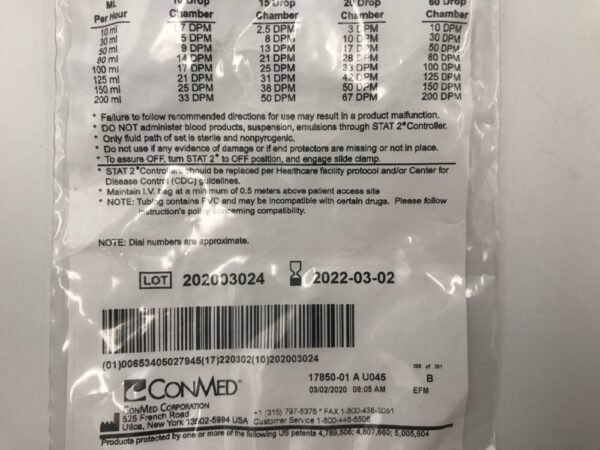 ML 10 Drop 15 Drop 20 Drop 60 Drop
Per Hour Chamber Chamber Chamber Chamber
10 ml 2.5 DPM 3 DPM 10 DPM
30 ml 5 DPM 8 DPM 10 DPM 30 DPM
50 ml 9 DPM 13 DPM 17 DPM 50 DPM
80 ml 14 DPM 21 DPM 28 DPM 80 DPM
100 ml 17 DPM 25 DPM 33 DPM 100 DPM
125 ml 21 DPM 31 DPM 42 DPM 125 DPM
150 ml 25 DPM 38 DPM 50 DPM 150 DPM
200 ml 33 DPM 50 DPM 67 DPM 200 DPM
* Failure to follow recommended directions for use may result in a product malfunction.
* DO NOT administer blood products, suspension, emulsions through STAT 2* Controller.
* Only fluid path of set is sterile and nonpyrogenic.
* Do not use if any evidence of damage or if end protectors are missing or not in place.
* To assure OFF, turn STAT 2* to OFF position, and engage slide clamp.
* STAT 2* Controllers should be replaced per Healthcare facility protocol and/or Center for
Disease Control (CDC) guidelines.
* Maintain I.V. bag at a minimum of 0.5 meters above patient access site
* NOTE: Tubing contains PVC and may be incompatible with certain drugs. Please follow
institution's policy concerning compatibility.
NOTE: Dial numbers are approximate.
LOT 202003024 2022-03-02
(01)00653405027945(17)220302(10)202003024
CONMED™
CONMED CORPORATION
525 French Road
Utica, New York 13502-5994 USA
+1 (315) 797-8375 * FAX 1-800-438-3051
Customer Service 1-800-448-6506
17850-01 A U045
03/02/2020 09:05 AM
368 of 391
B
EFM
Products protected by one or more of the following US patents 4,789,508; 4,807,660; 5,005,604